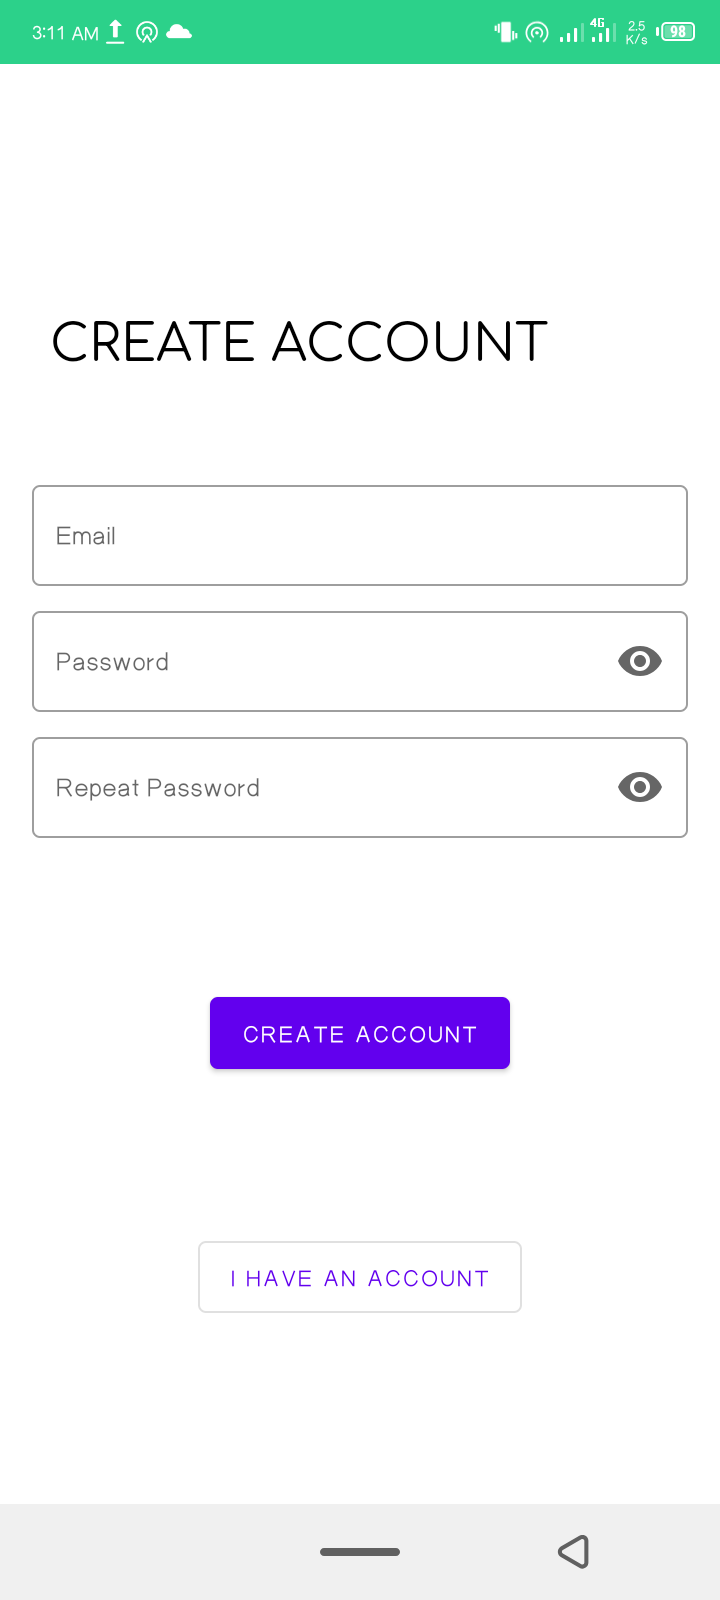 3:11 AM 4G 2.5 K/s 98
CREATE ACCOUNT
Email
Password
Repeat Password
CREATE ACCOUNT
I HAVE AN ACCOUNT